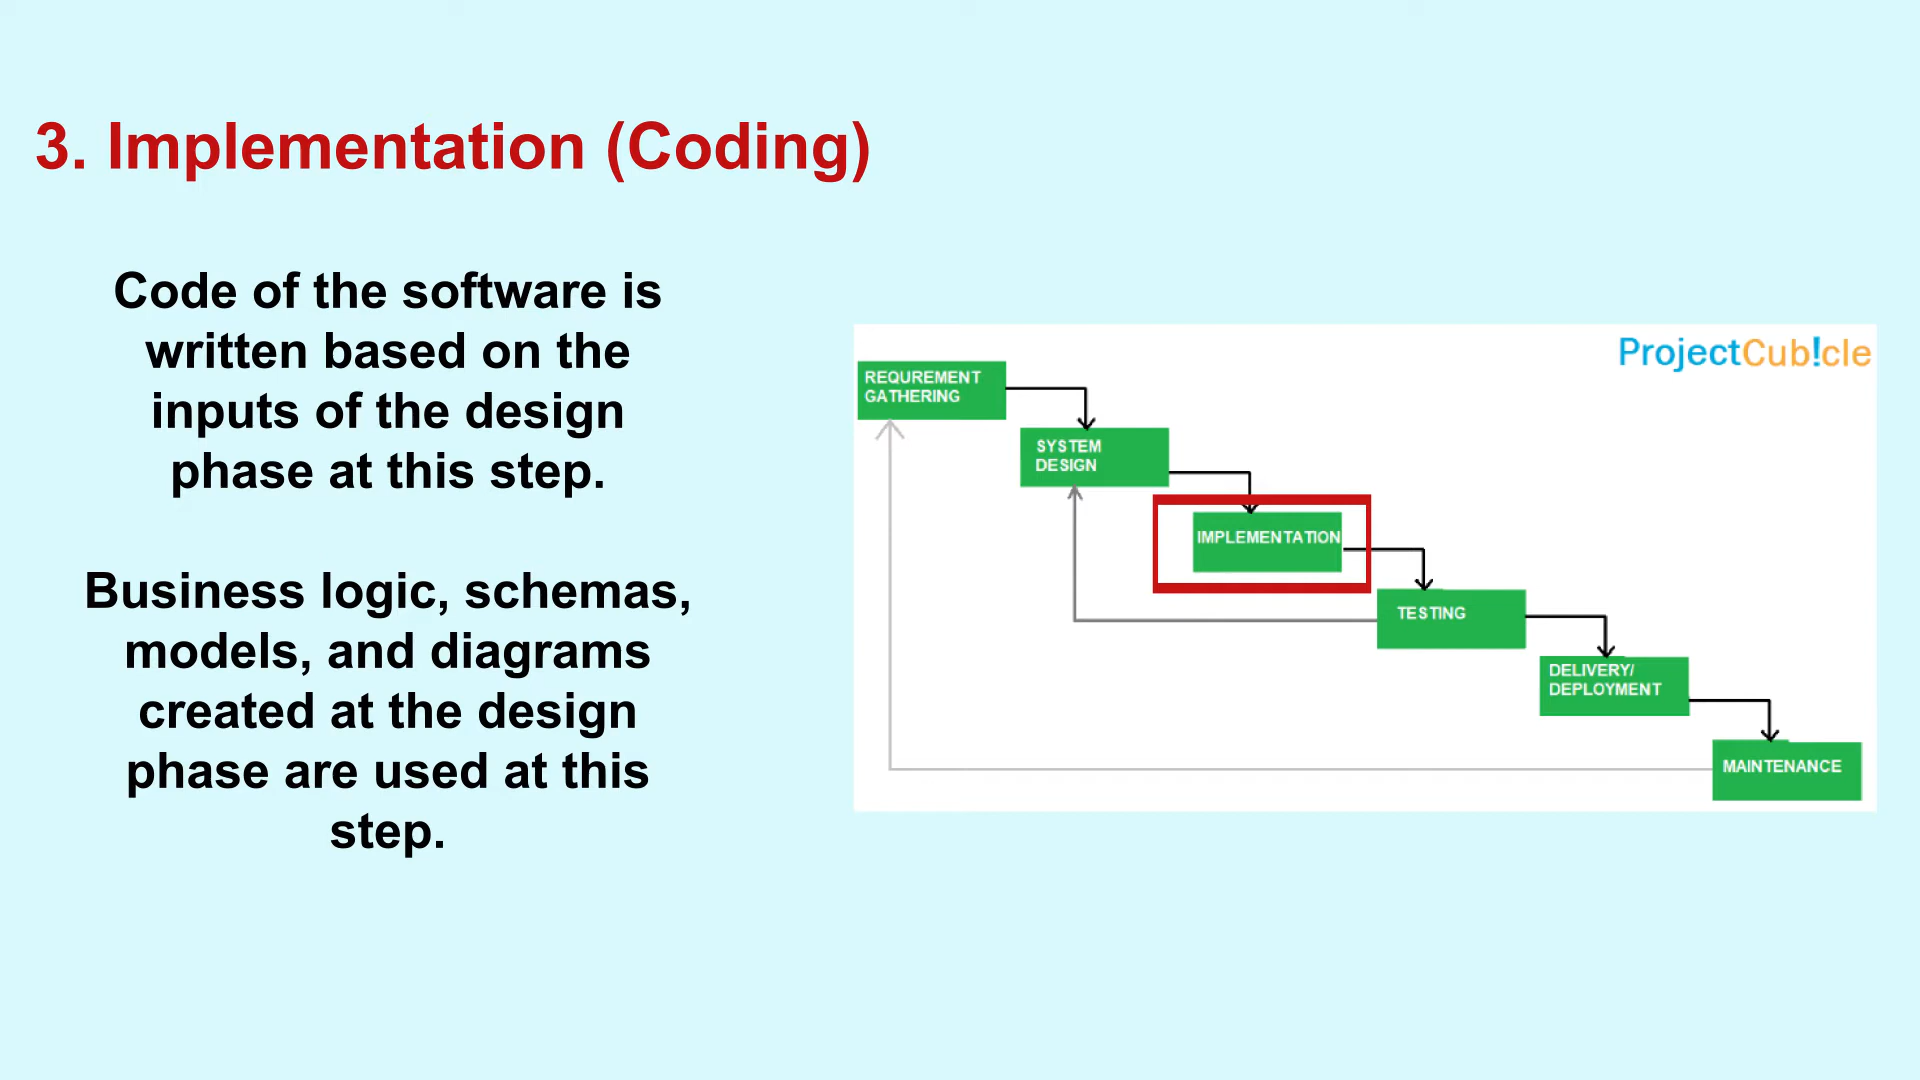 3. Implementation (Coding)
Code of the software is
written based on the
inputs of the design
phase at this step.
Business logic, schemas,
models, and diagrams
created at the design
phase are used at this
step.
ProjectCub!cle
REQUREMENT
GATHERING
SYSTEM
DESIGN
IMPLEMENTATION
TESTING
DELIVERY/
DEPLOYMENT
MAINTENANCE